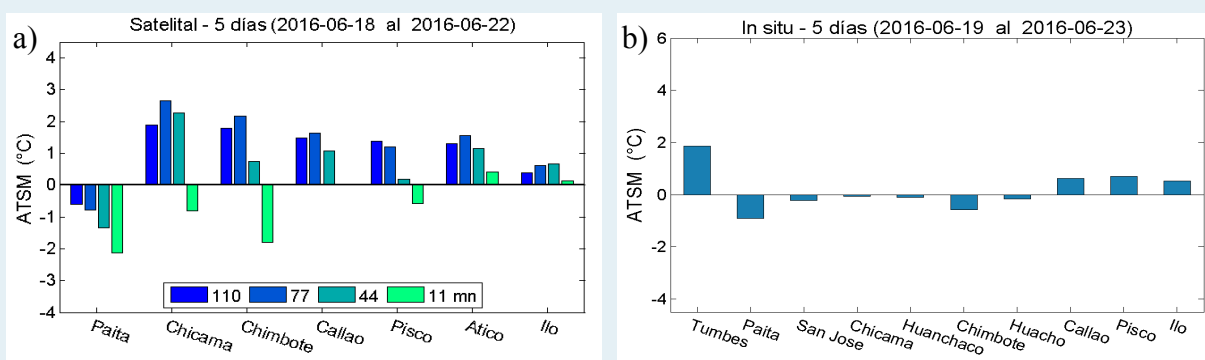 a)
Satelital - 5 días (2016-06-18 al 2016-06-22)
ATSM (°C)
4
3
2
1
0
-1
-2
-3
-4
110 77 44 11 mn
Paita Chicama Chimbote Callao Pisco Atico Ilo
b)
In situ - 5 días (2016-06-19 al 2016-06-23)
ATSM (°C)
6
4
2
0
-2
-4
Tumbes Paita San Jose Chicama Huanchaco Chimbote Huacho Callao Pisco Ilo